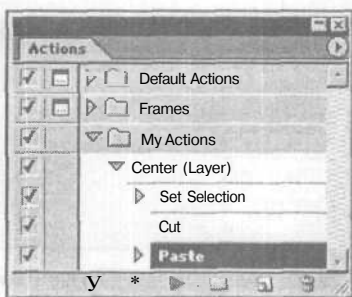 Actions
Default Actions
Frames
My Actions
Center (Layer)
Set Selection
Cut
Paste
У *